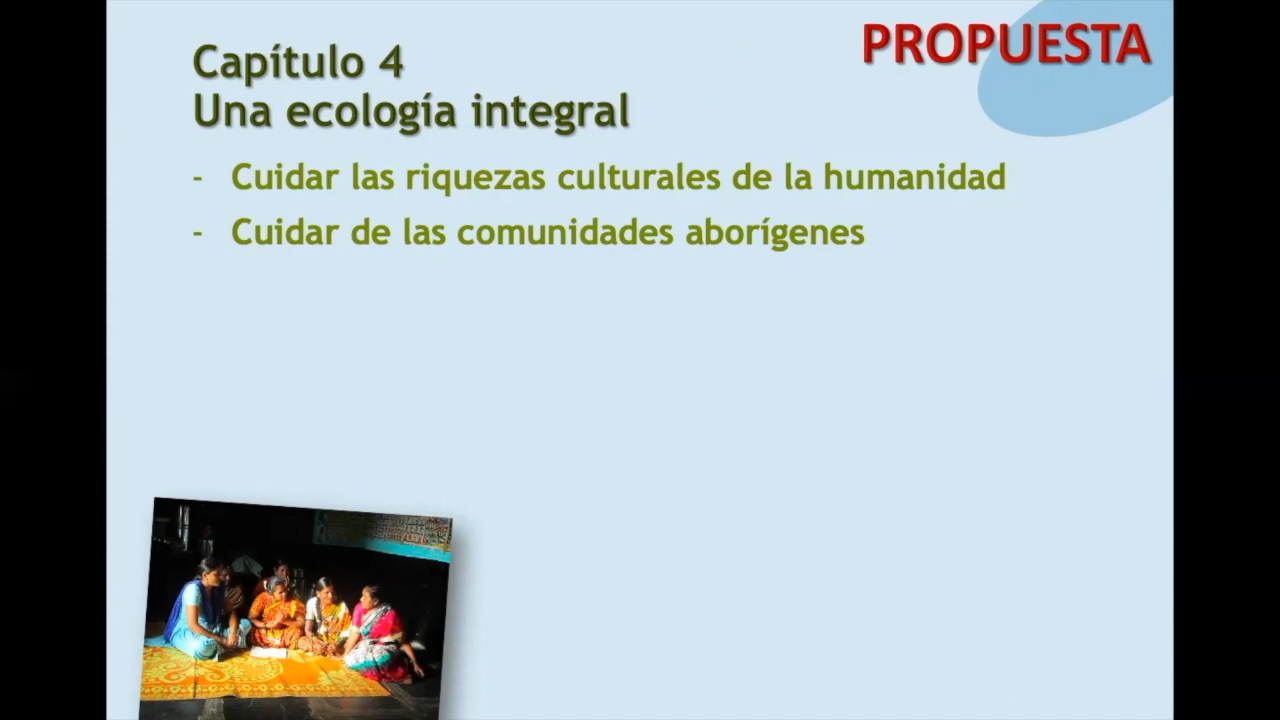 PROPUESTA
Capítulo 4
Una ecología integral
- Cuidar las riquezas culturales de la humanidad
- Cuidar de las comunidades aborígenes